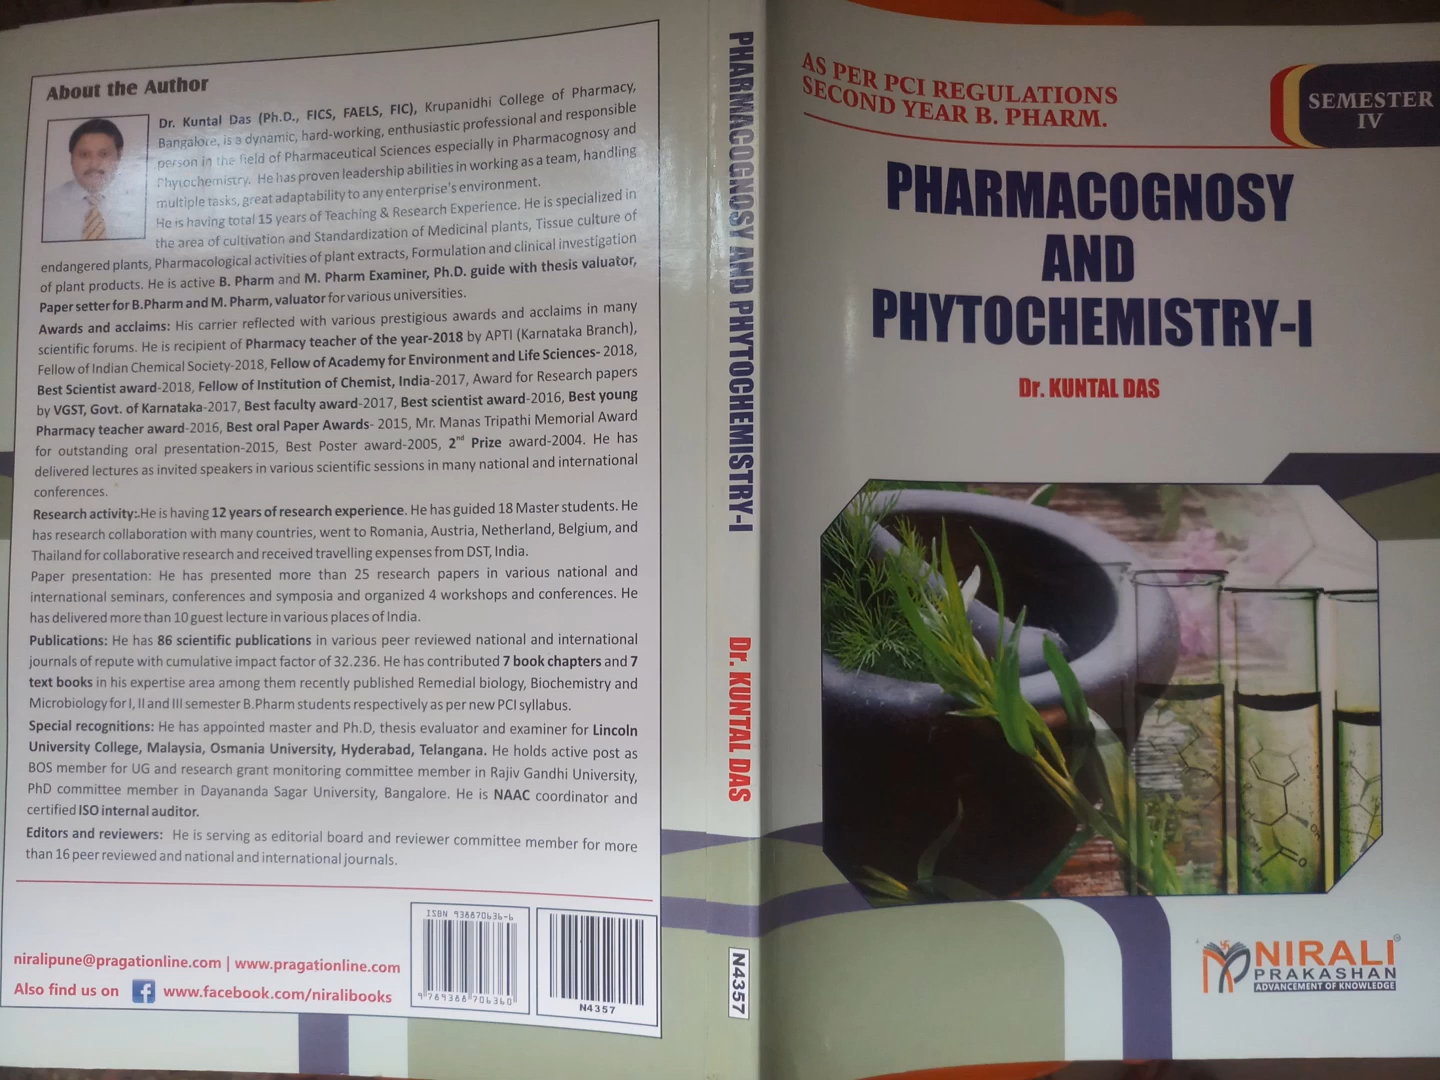 About the Author
Dr. Kuntal Das (Ph.D., FICS, FAELS, FIC), Krupanidhi College of Pharmacy,
Bangalore, is a dynamic, hard-working, enthusiastic professional and responsible
person in the field of Pharmaceutical Sciences especially in Pharmacognosy and
Phytochemistry. He has proven leadership abilities in working as a team, handling
multiple tasks, great adaptability to any enterprise's environment.
He is having total 15 years of Teaching & Research Experience. He is specialized in
the area of cultivation and Standardization of Medicinal plants, Tissue culture of
endangered plants, Pharmacological activities of plant extracts, Formulation and clinical investigation
of plant products. He is active B. Pharm and M. Pharm Examiner, Ph.D. guide with thesis valuator,
Paper setter for B.Pharm and M. Pharm, valuator for various universities.
Awards and acclaims: His carrier reflected with various prestigious awards and acclaims in many
scientific forums. He is recipient of Pharmacy teacher of the year-2018 by APTI (Karnataka Branch),
Fellow of Indian Chemical Society-2018, Fellow of Academy for Environment and Life Sciences- 2018,
Best Scientist award-2018, Fellow of Institution of Chemist, India-2017, Award for Research papers
by VGST, Govt. of Karnataka-2017, Best faculty award-2017, Best scientist award-2016, Best young
Pharmacy teacher award-2016, Best oral Paper Awards- 2015, Mr. Manas Tripathi Memorial Award
for outstanding oral presentation-2015, Best Poster award-2005, 2nd Prize award-2004. He has
delivered lectures as invited speakers in various scientific sessions in many national and international
conferences.
Research activity:-He is having 12 years of research experience. He has guided 18 Master students. He
has research collaboration with many countries, went to Romania, Austria, Netherland, Belgium, and
Thailand for collaborative research and received travelling expenses from DST, India.
Paper presentation: He has presented more than 25 research papers in various national and
international seminars, conferences and symposia and organized 4 workshops and conferences. He
has delivered more than 10 guest lecture in various places of India.
Publications: He has 86 scientific publications in various peer reviewed national and international
journals of repute with cumulative impact factor of 32.236. He has contributed 7 book chapters and 7
text books in his expertise area among them recently published Remedial biology, Biochemistry and
Microbiology for I, II and III semester B.Pharm students respectively as per new PCI syllabus.
Special recognitions: He has appointed master and Ph.D, thesis evaluator and examiner for Lincoln
University College, Malaysia, Osmania University, Hyderabad, Telangana. He holds active post as
BOS member for UG and research grant monitoring committee member in Rajiv Gandhi University,
PhD committee member in Dayananda Sagar University, Bangalore. He is NAAC coordinator and
certified ISO internal auditor.
Editors and reviewers: He is serving as editorial board and reviewer committee member for more
than 16 peer reviewed and national and international journals.
niralipune@pragationline.com | www.pragationline.com
Also find us on f www.facebook.com/niralibooks
ISBN 938870636-6
9 789388 706360
N4357
PHARMACOGNOSY AND PHYTOCHEMISTRY-I
Dr. KUNTAL DAS
N4357
AS PER PCI REGULATIONS
SECOND YEAR B. PHARM.
SEMESTER
IV
PHARMACOGNOSY
AND
PHYTOCHEMISTRY-I
Dr. KUNTAL DAS
NIRALI
PRAKASHAN
ADVANCEMENT OF KNOWLEDGE